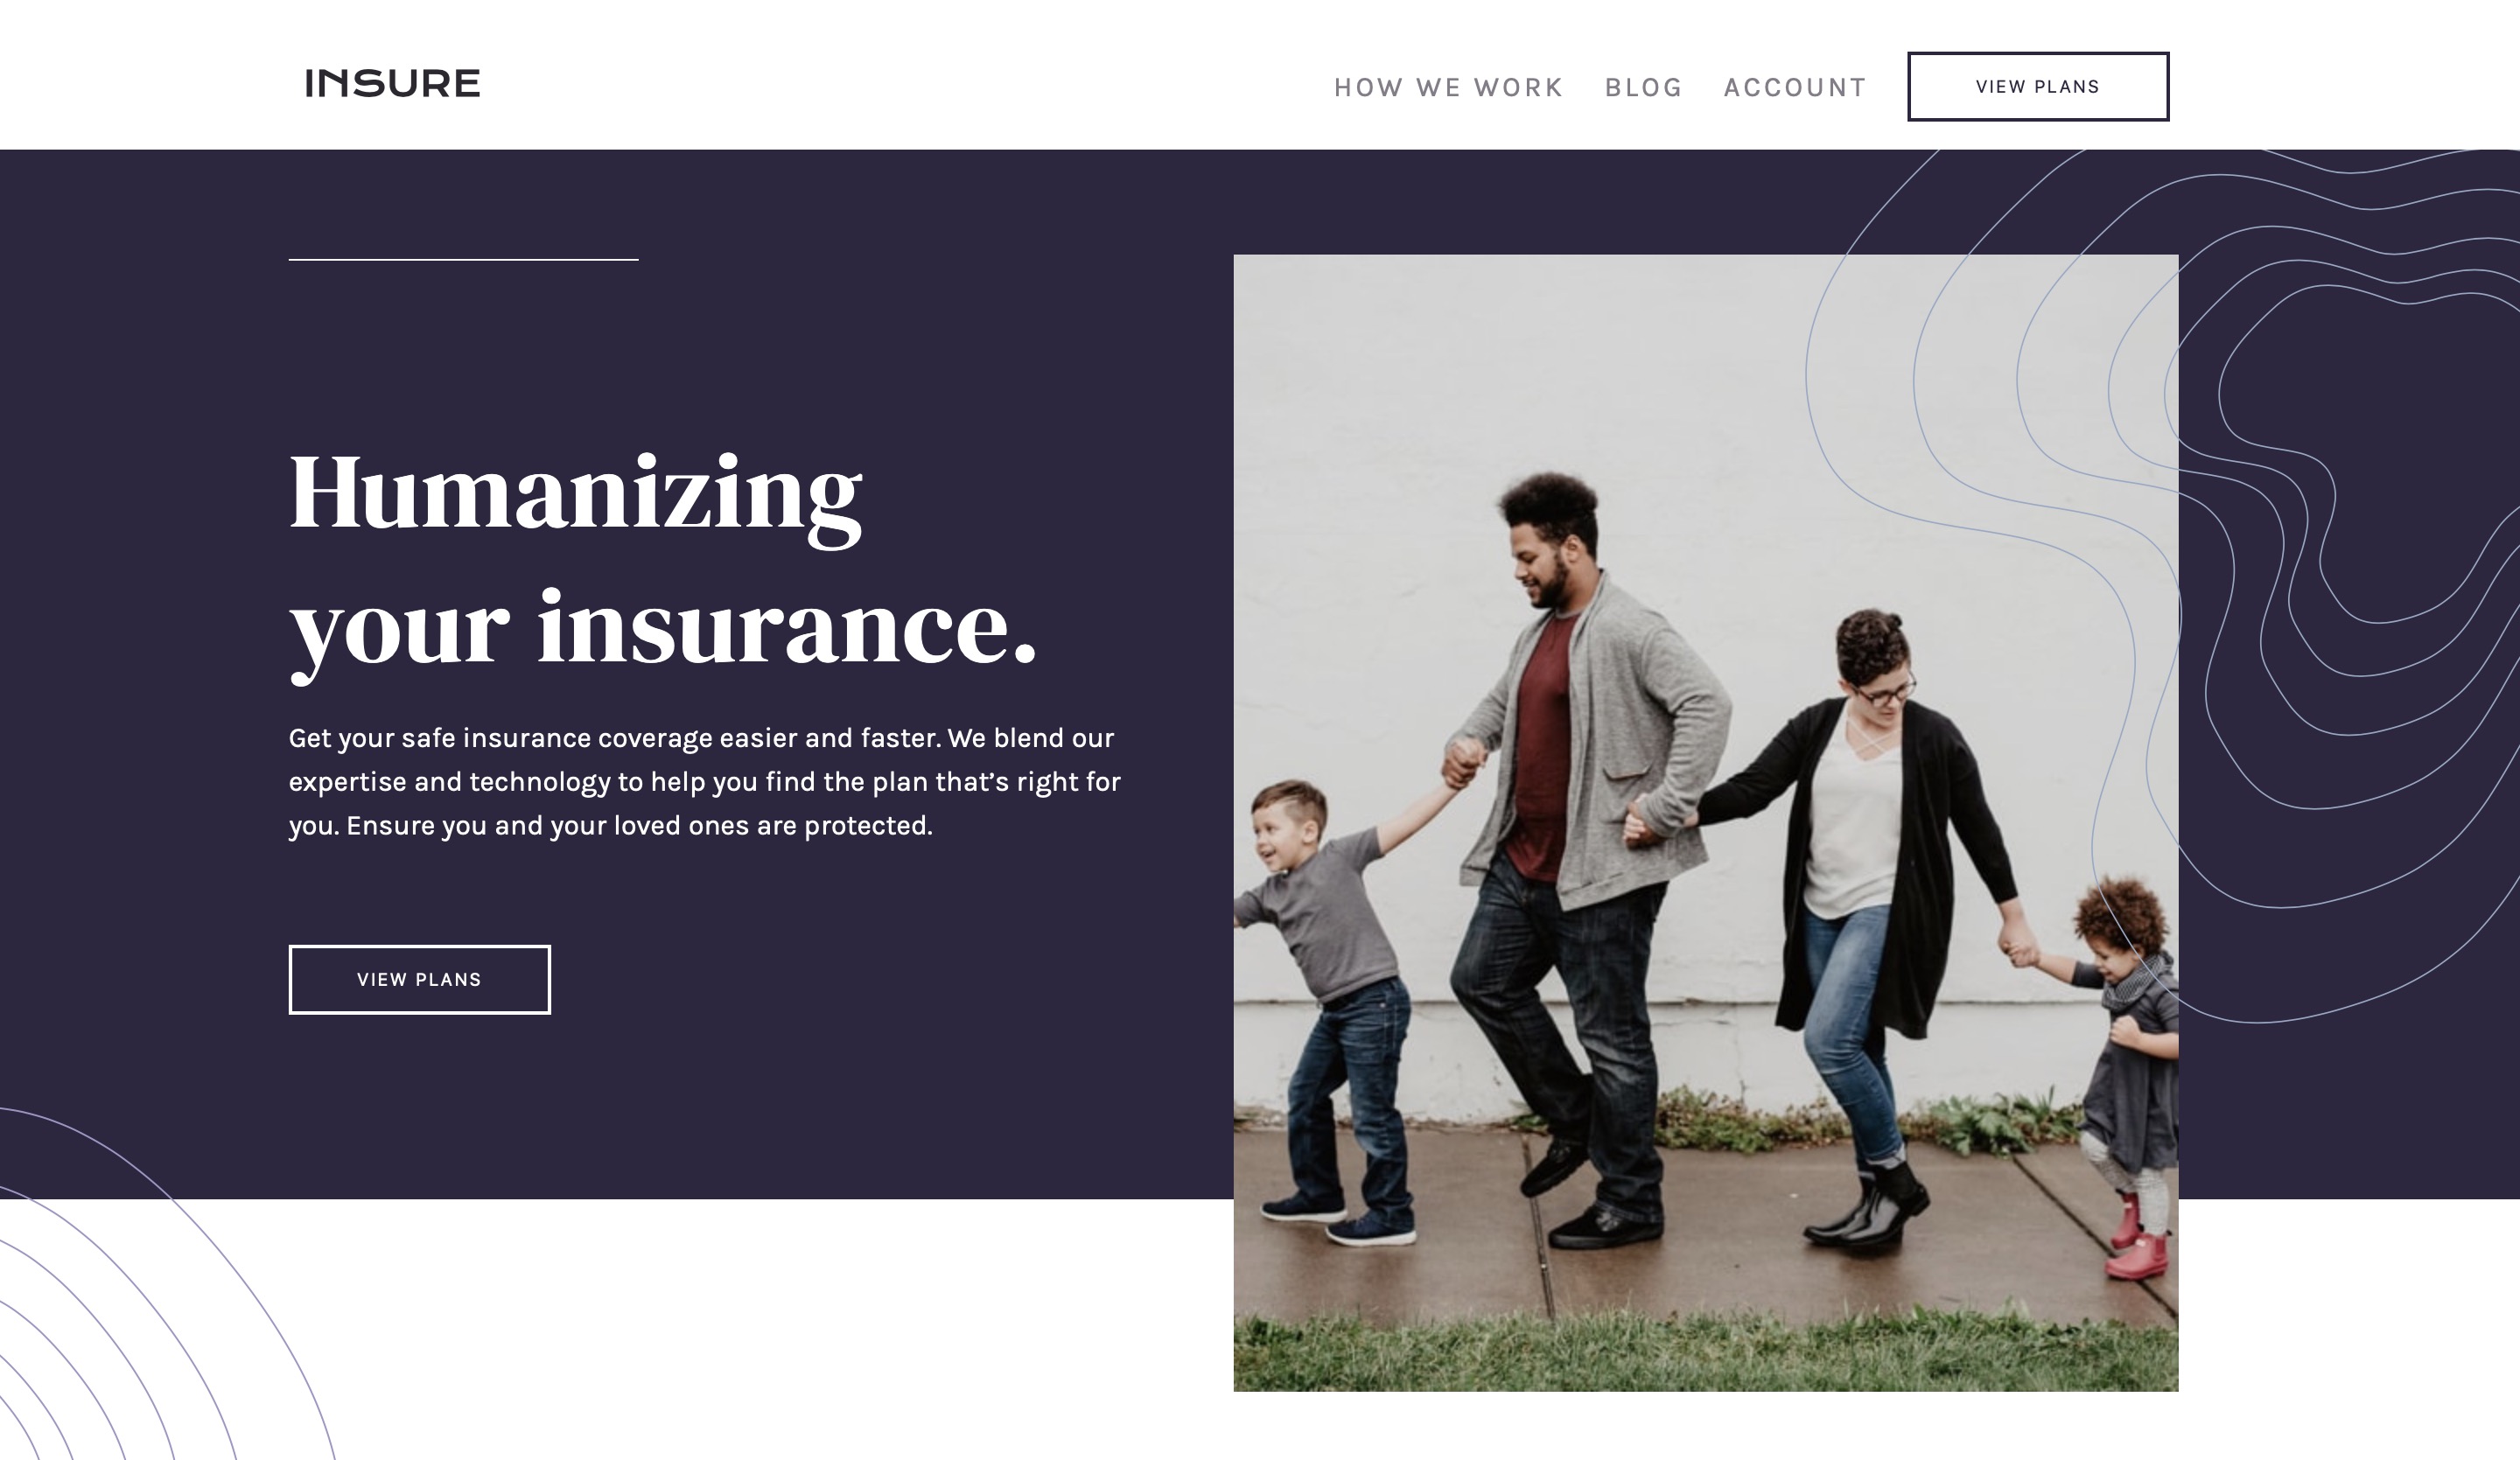 INSURE
HOW WE WORK
BLOG
ACCOUNT
VIEW PLANS
Humanizing
your insurance.
Get your safe insurance coverage easier and faster. We blend our
expertise and technology to help you find the plan that’s right for
you. Ensure you and your loved ones are protected.
VIEW PLANS